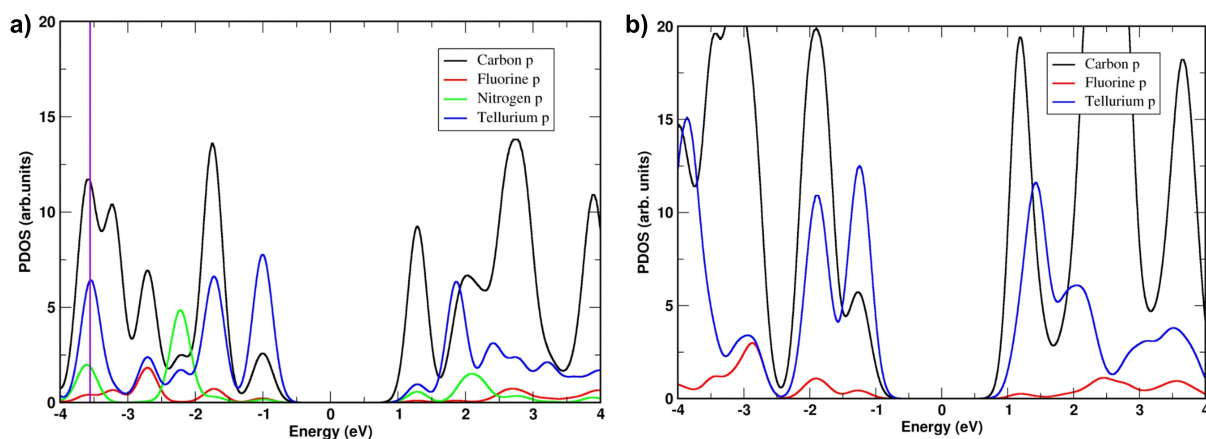 a)
20
15
10
5
0
PDOS (arb.units)
Carbon p
Fluorine p
Nitrogen p
Tellurium p
-4 -3 -2 -1 0 1 2 3 4
Energy (eV)
b)
20
15
10
5
0
PDOS (arb. units)
Carbon p
Fluorine p
Tellurium p
-4 -3 -2 -1 0 1 2 3 4
Energy (eV)